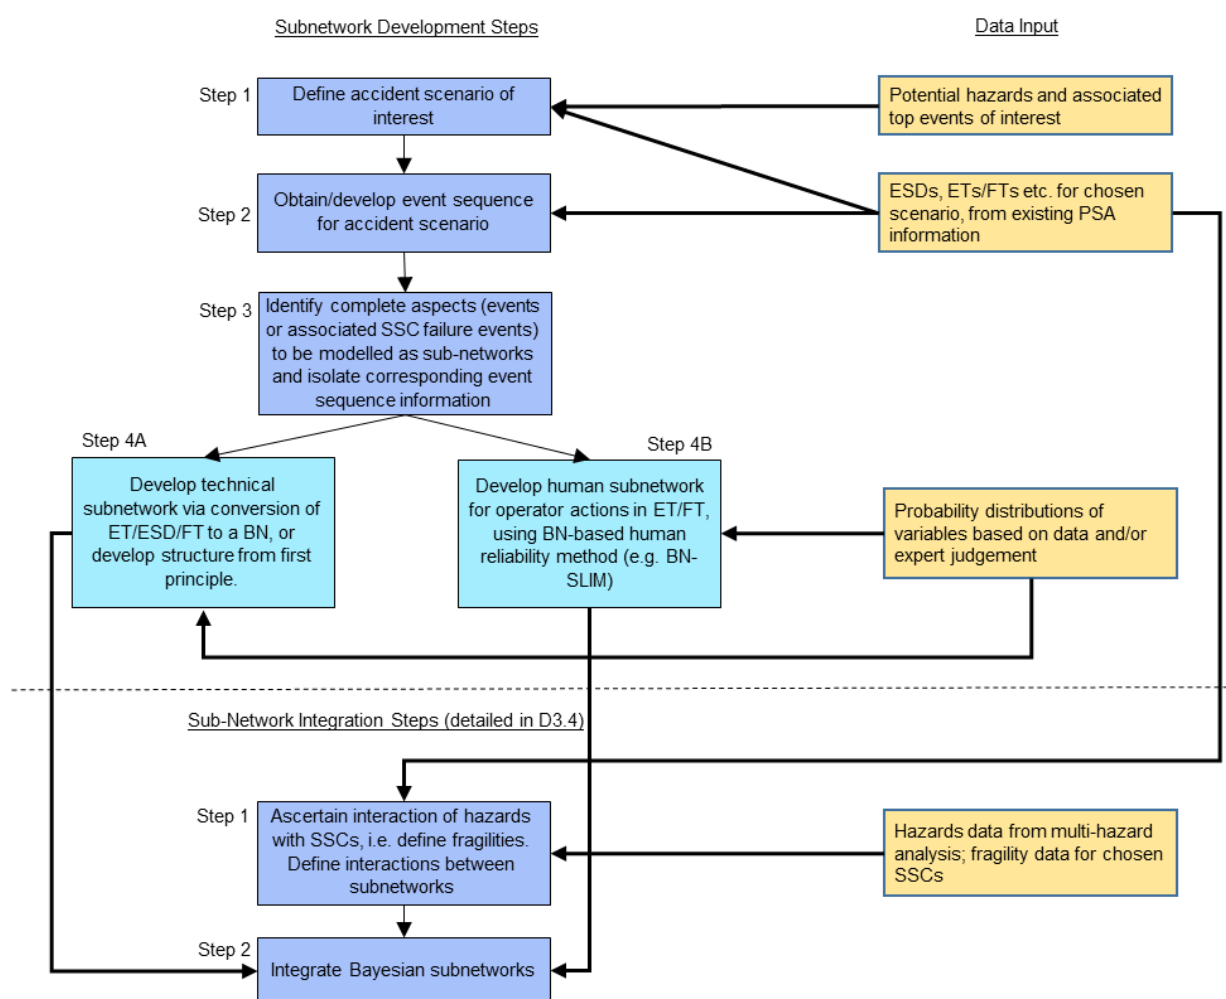 Subnetwork Development Steps
Data Input
Step 1
Define accident scenario of
interest
Potential hazards and associated
top events of interest
Step 2
Obtain/develop event sequence
for accident scenario
ESDs, ETs/FTs etc. for chosen
scenario, from existing PSA
information
Step 3
Identify complete aspects (events
or associated SSC failure events)
to be modelled as sub-networks
and isolate corresponding event
sequence information
Step 4A
Develop technical
subnetwork via conversion of
ET/ESD/FT to a BN, or
develop structure from first
principle.
Step 4B
Develop human subnetwork
for operator actions in ET/FT,
using BN-based human
reliability method (e.g. BN-
SLIM)
Probability distributions of
variables based on data and/or
expert judgement
Sub-Network Integration Steps (detailed in D3.4)
Step 1
Ascertain interaction of hazards
with SSCs, i.e. define fragilities.
Define interactions between
subnetworks
Hazards data from multi-hazard
analysis; fragility data for chosen
SSCs
Step 2
Integrate Bayesian subnetworks